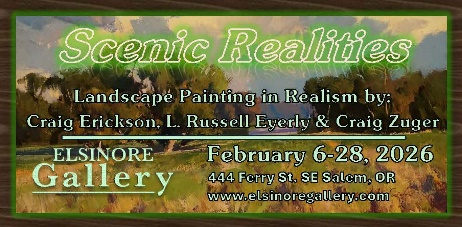 Scenic Realities
Landscape Painting in Realism by:
Craig Erickson, L. Russell Eyerly & Craig Zuger
ELSINORE
Gallery
February 6-28, 2026
444 Ferry St. SE Salem, OR
www.elsinoregallery.com